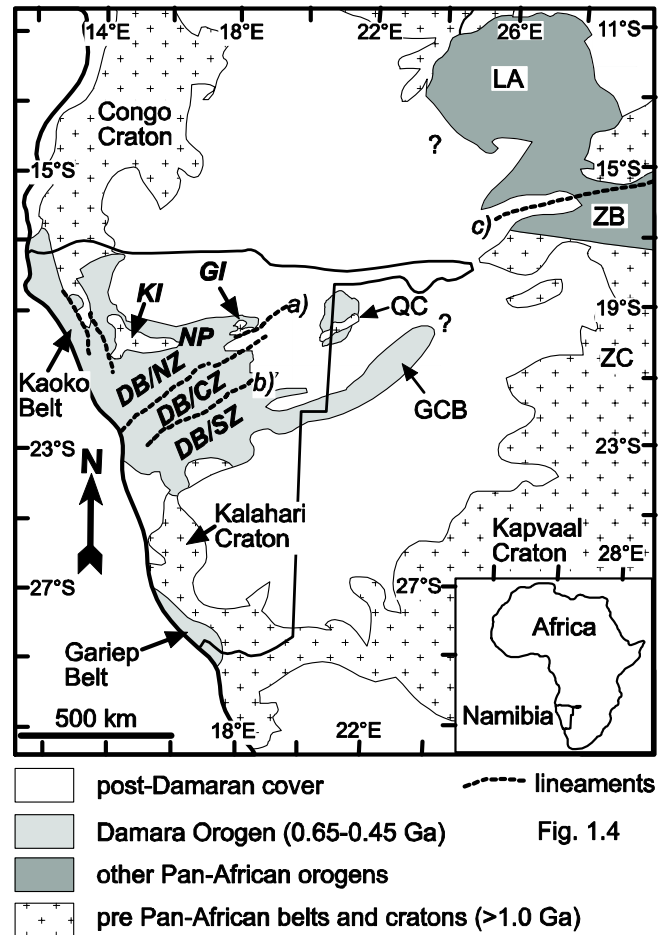 14°E
18°E
22°E
26°E
11°S
LA
Congo
Craton
?
15°S
15°S
c)
ZB
GI
KI
a)
QC
19°S
NP
?
ZC
DB/NZ
Kaoko
Belt
DB/CZ
b)
GCB
DB/SZ
23°S
23°S
N
Kalahari
Craton
Kapvaal
Craton
28°E
27°S
27°S
Africa
Gariep
Belt
Namibia
500 km
18°E
22°E
post-Damaran cover
lineaments
Damara Orogen (0.65-0.45 Ga)
Fig. 1.4
other Pan-African orogens
pre Pan-African belts and cratons (>1.0 Ga)